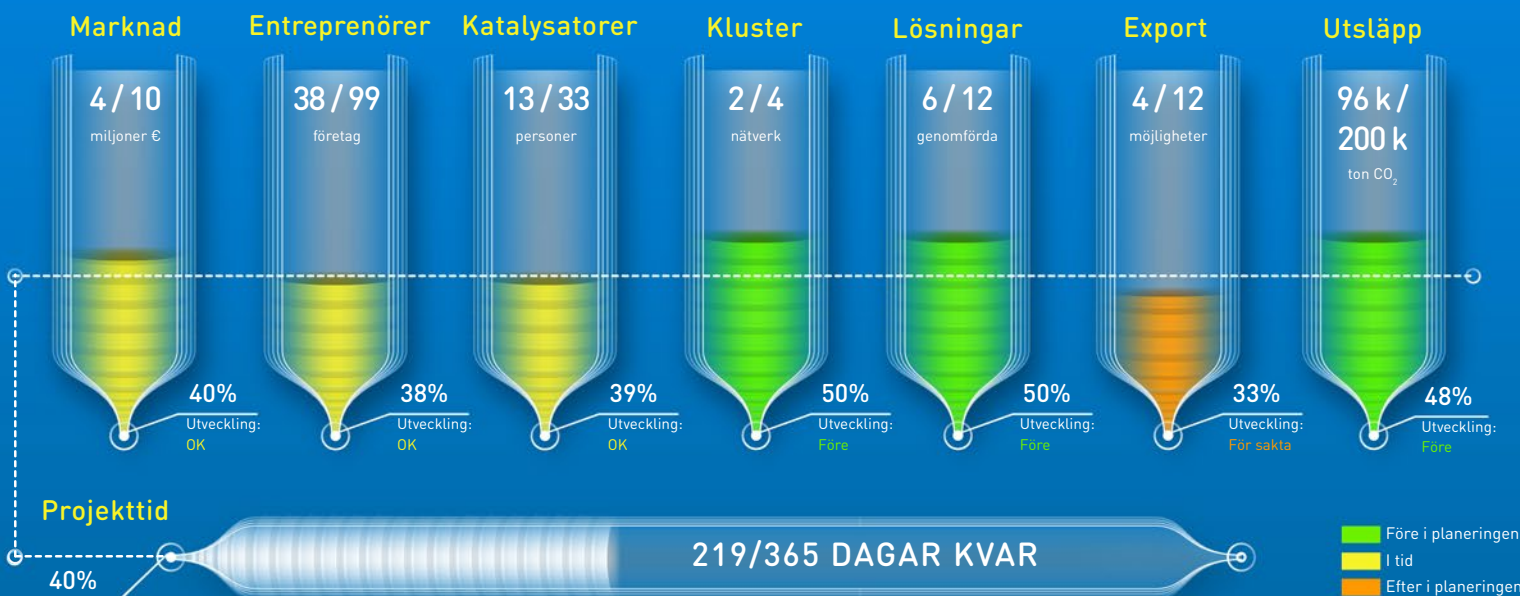 Marknad
4 / 10
miljoner €
40%
Utveckling:
OK
Entreprenörer
38 / 99
företag
38%
Utveckling:
OK
Katalysatorer
13 / 33
personer
39%
Utveckling:
OK
Kluster
2 / 4
nätverk
50%
Utveckling:
Före
Lösningar
6 / 12
genomförda
50%
Utveckling:
Före
Export
4 / 12
möjligheter
33%
Utveckling:
För sakta
Utsläpp
96 k /
200 k
ton CO₂
48%
Utveckling:
Före
Projekttid
40%
219/365 DAGAR KVAR
Före i planeringen
I tid
Efter i planeringen